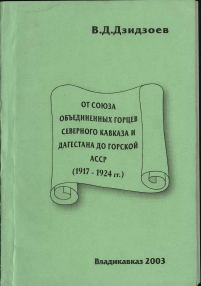 В.Д.Дзидзоев
ОТ СОЮЗА
ОБЪЕДИНЕННЫХ ГОРЦЕВ
СЕВЕРНОГО КАВКАЗА И
ДАГЕСТАНА ДО ГОРСКОЙ
АССР
(1917 - 1924 гг.)
Владикавказ 2003